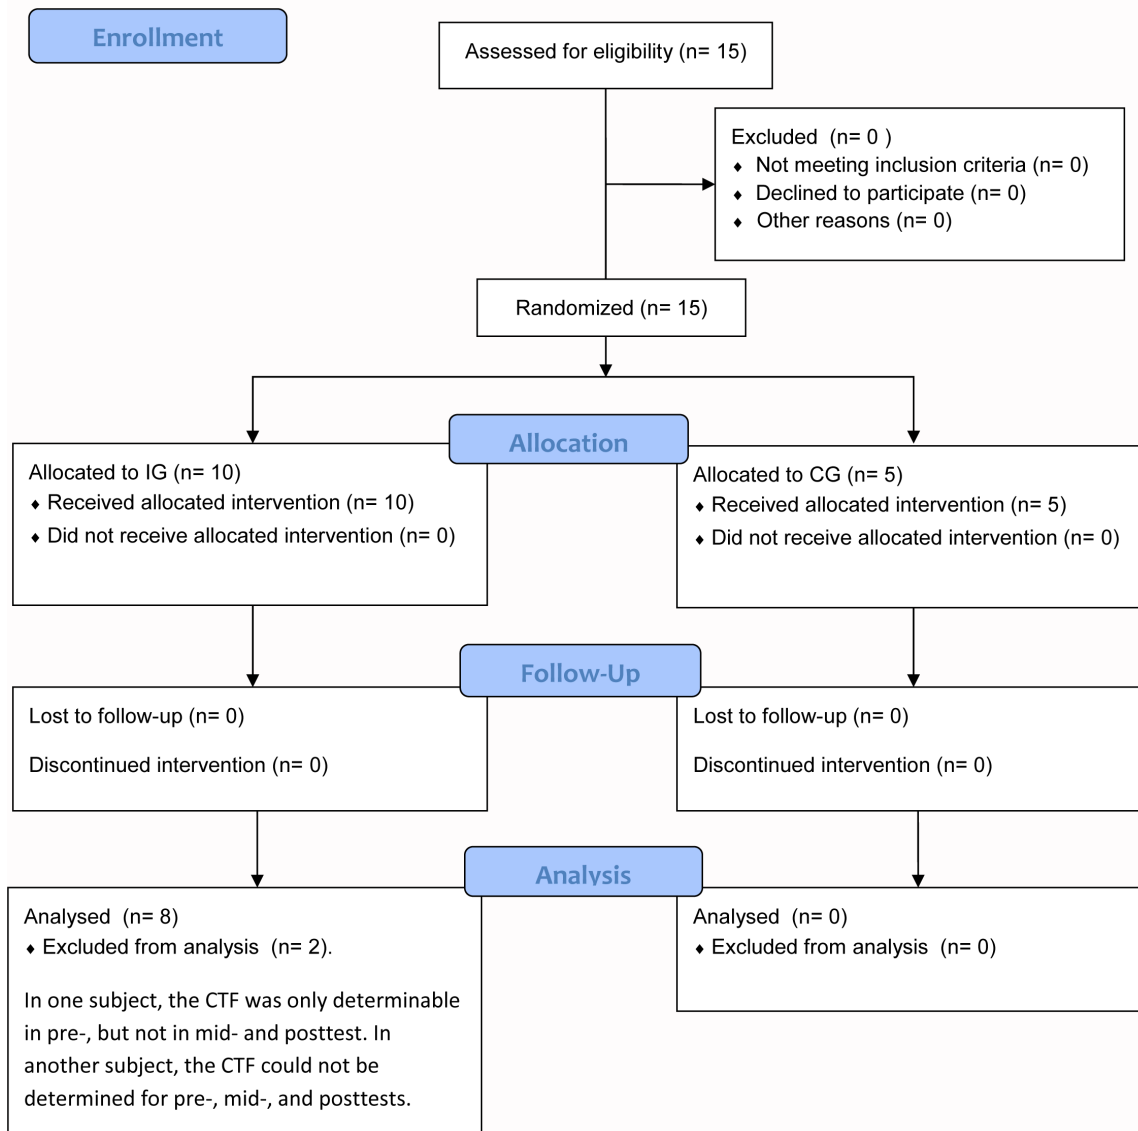 Enrollment
Assessed for eligibility (n= 15)
Excluded  (n= 0 )
♦ Not meeting inclusion criteria (n= 0)
♦ Declined to participate (n= 0)
♦ Other reasons (n= 0)
Randomized (n= 15)
Allocation
Allocated to IG (n= 10)
♦ Received allocated intervention (n= 10)
♦ Did not receive allocated intervention (n= 0)
Allocated to CG (n= 5)
♦ Received allocated intervention (n= 5)
♦ Did not receive allocated intervention (n= 0)
Follow-Up
Lost to follow-up (n= 0)
Discontinued intervention (n= 0)
Lost to follow-up (n= 0)
Discontinued intervention (n= 0)
Analysis
Analysed  (n= 8)
♦ Excluded from analysis  (n= 2).
In one subject, the CTF was only determinable
in pre-, but not in mid- and posttest. In
another subject, the CTF could not be
determined for pre-, mid-, and posttests.
Analysed  (n= 0)
♦ Excluded from analysis  (n= 0)